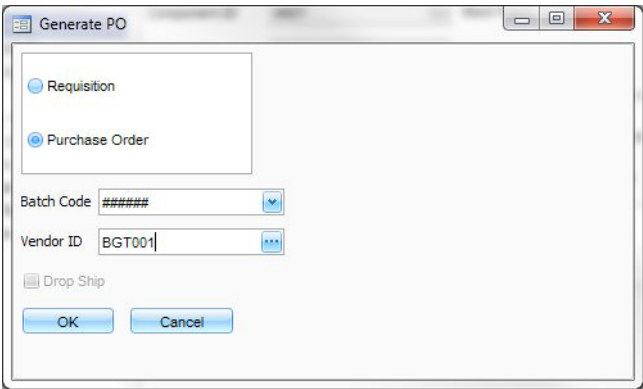 Generate PO
Requisition
Purchase Order
Batch Code ######
Vendor ID BGT001
Drop Ship
OK Cancel